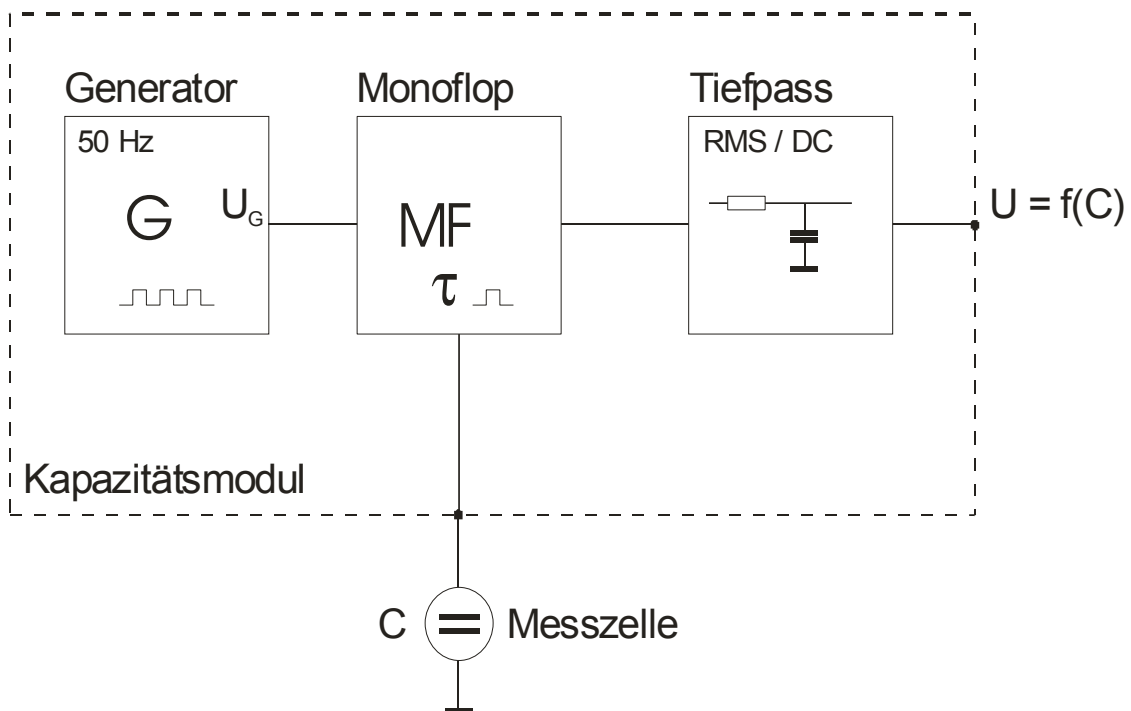 Generator
Monoflop
Tiefpass
50 Hz
RMS / DC
G
U_G
MF
τ
U = f(C)
Kapazitätsmodul
C
Messzelle